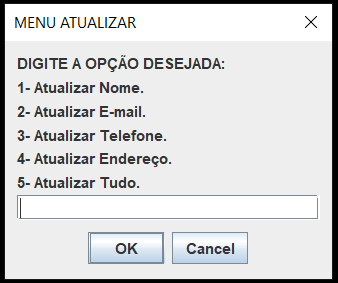 MENU ATUALIZAR
DIGITE A OPÇÃO DESEJADA:
1- Atualizar Nome.
2- Atualizar E-mail.
3- Atualizar Telefone.
4- Atualizar Endereço.
5- Atualizar Tudo.
OK Cancel